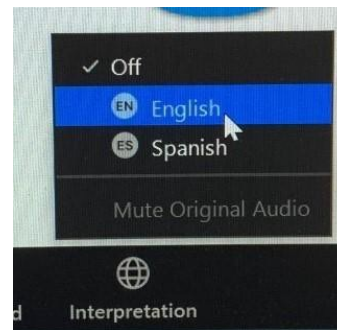 ✓ Off
EN English
ES Spanish
Mute Original Audio
d Interpretation